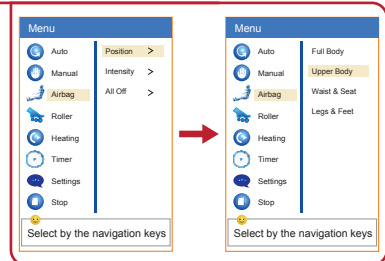 Menu
Auto
Manual
Airbag
Roller
Heating
Timer
Settings
Stop
Position >
Intensity >
All Off >
Select by the navigation keys
Menu
Auto
Manual
Airbag
Roller
Heating
Timer
Settings
Stop
Full Body
Upper Body
Waist & Seat
Legs & Feet
Select by the navigation keys